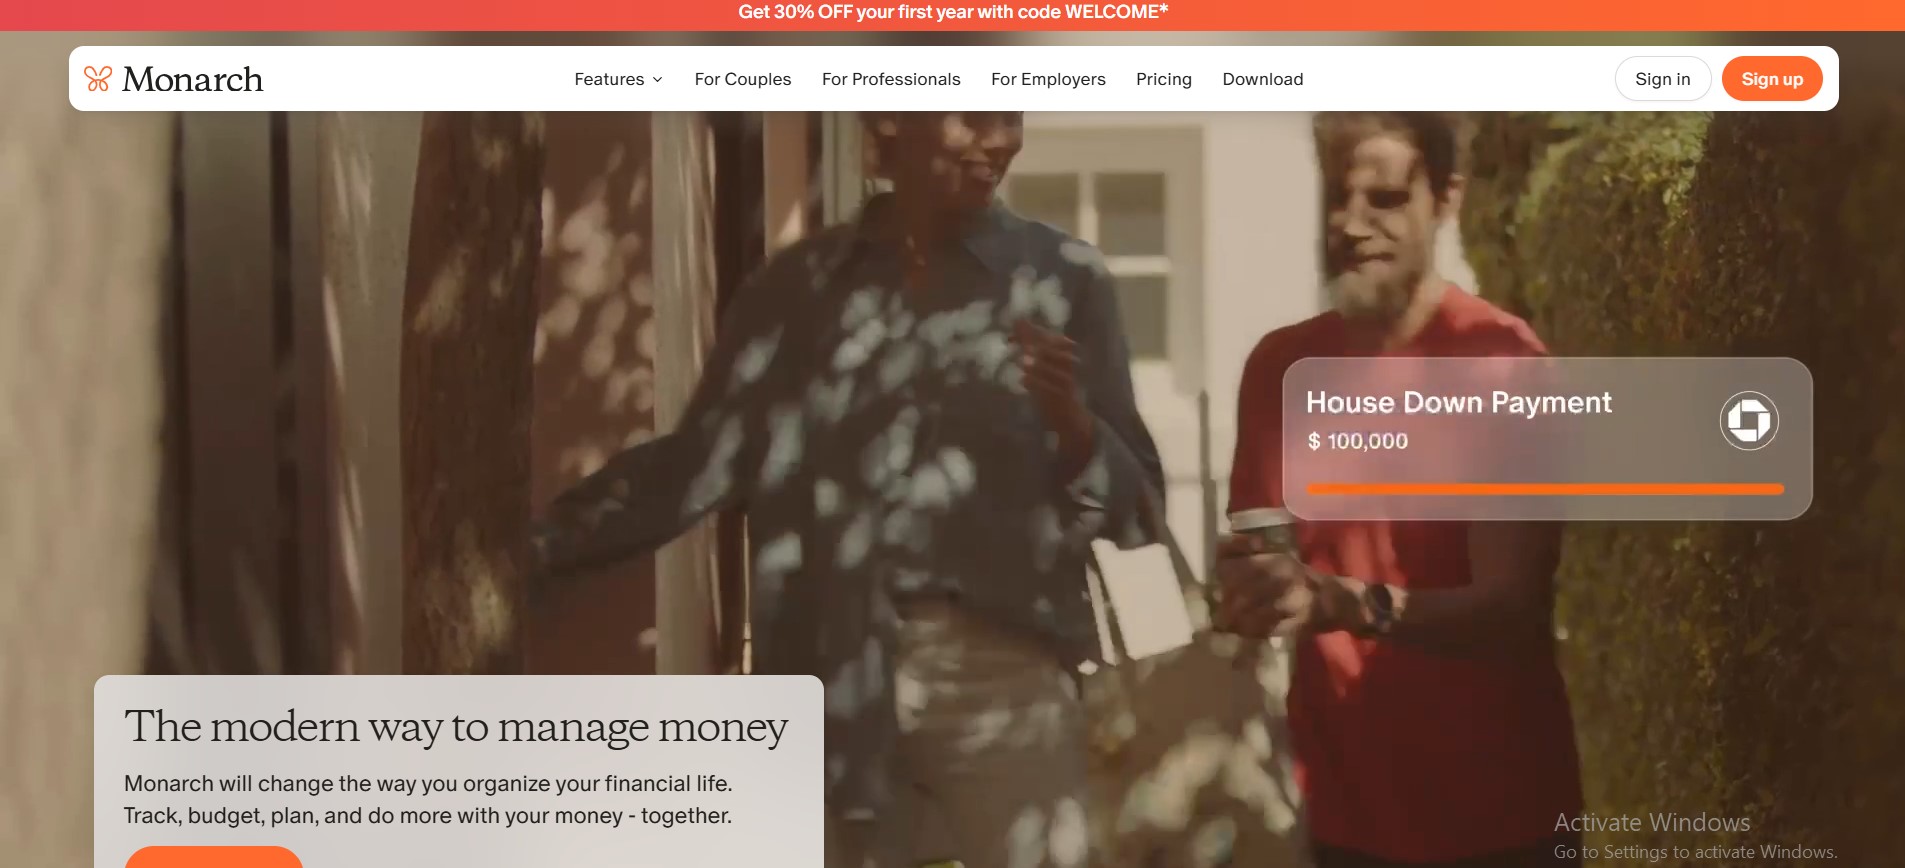 Get 30% OFF your first year with code WELCOME*
Monarch
Features
For Couples
For Professionals
For Employers
Pricing
Download
Sign in
Sign up
House Down Payment
$ 100,000
The modern way to manage money
Monarch will change the way you organize your financial life.
Track, budget, plan, and do more with your money - together.
Activate Windows
Go to Settings to activate Windows.